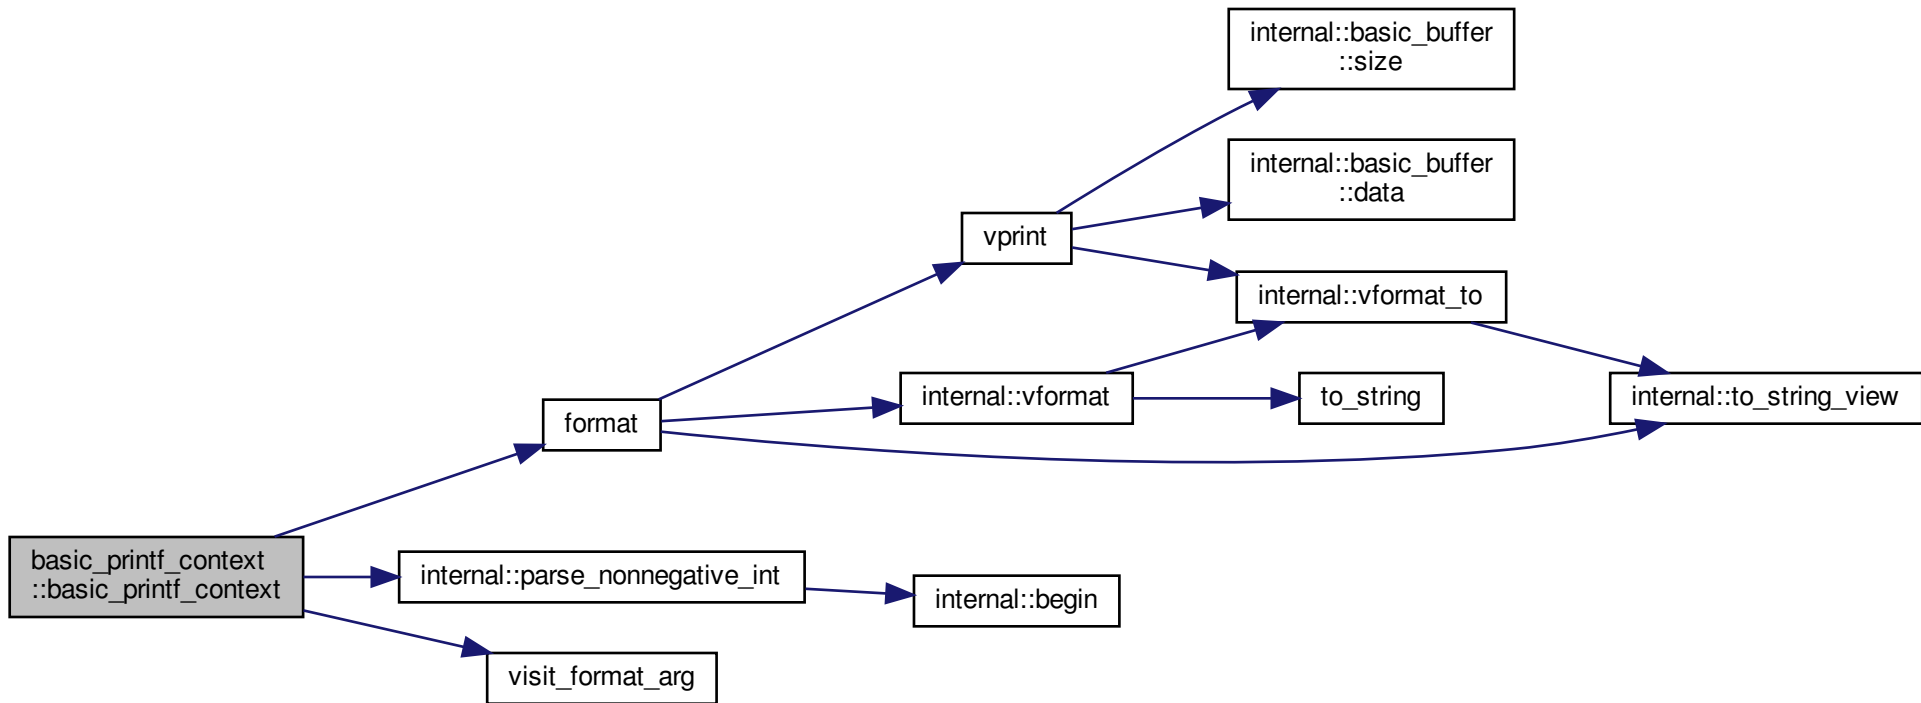 internal::basic_buffer
::size
internal::basic_buffer
::data
vprint
internal::vformat_to
internal::vformat
to_string
internal::to_string_view
format
basic_printf_context
::basic_printf_context
internal::parse_nonnegative_int
internal::begin
visit_format_arg